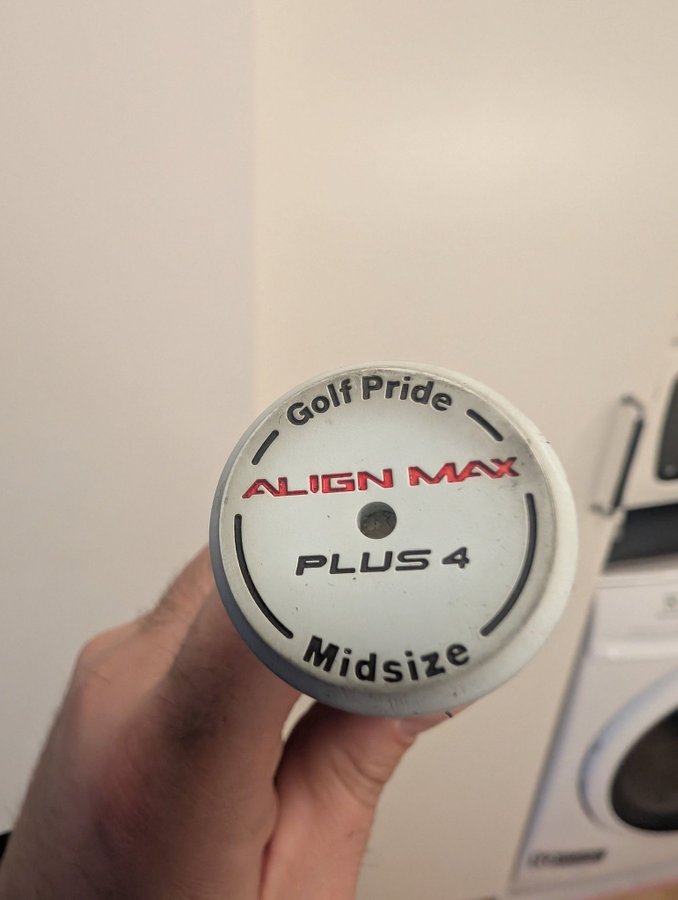 Golf Pride
ALIGN MAX
PLUS 4
Midsize